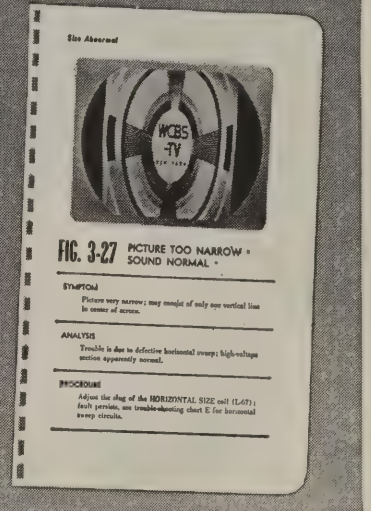 Size Abnormal
WCBS
-TV
NEW YORK
FIG. 3-27 PICTURE TOO NARROW
SOUND NORMAL
SYMPTOM
Picture very narrow; may consist of only one vertical line
in center of screen.
ANALYSIS
Trouble is due to defective horizontal sweep; high-voltage
section apparently normal.
PROCEDURE
Adjust the slug of the HORIZONTAL SIZE coil (L-67);
fault persists, see trouble-shooting chart E for horizontal
sweep circuits.